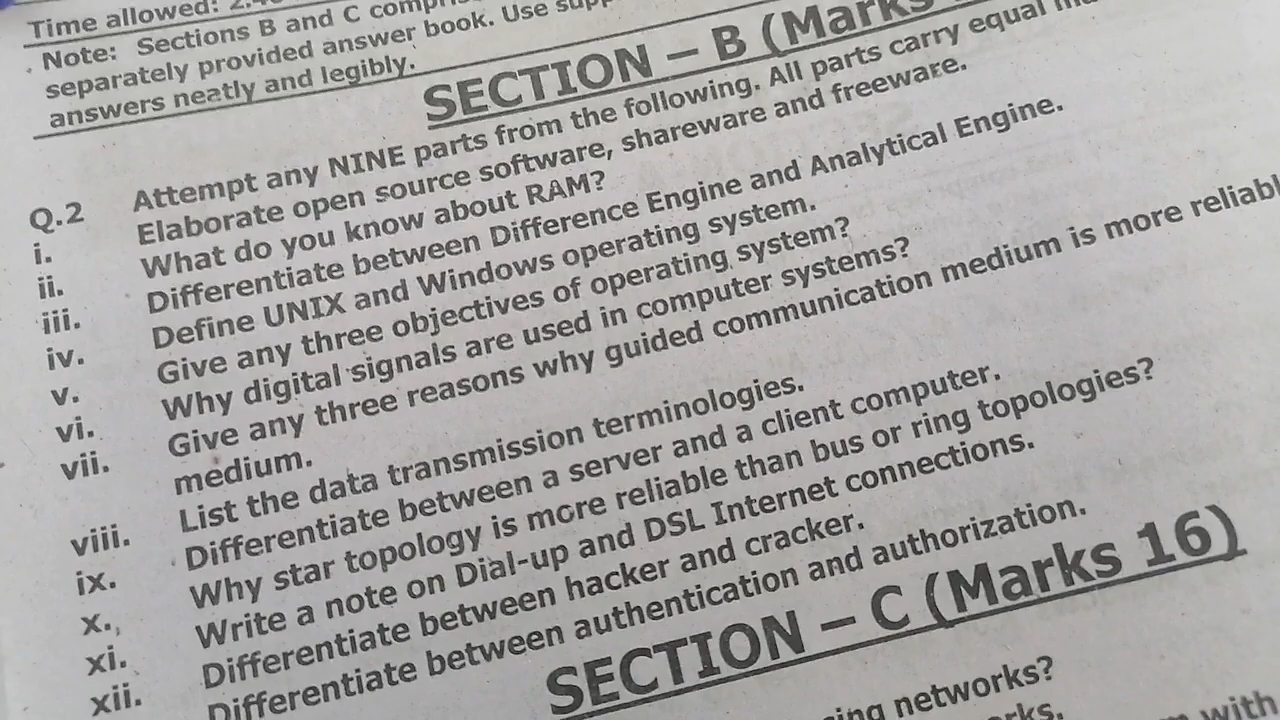 Time allowed:
Note: Sections B and C
separately provided answer book. Use
answers neatly and legibly.
SECTION – B (Marks
Q.2 Attempt any NINE parts from the following. All parts carry equal
i. Elaborate open source software, shareware and freeware.
ii. What do you know about RAM?
iii. Differentiate between Difference Engine and Analytical Engine.
iv. Define UNIX and Windows operating system.
v. Give any three objectives of operating system?
vi. Why digital signals are used in computer systems?
vii. Give any three reasons why guided communication medium is more
medium.
viii. List the data transmission terminologies.
ix. Differentiate between a server and a client computer.
x. Why star topology is more reliable than bus or ring topologies?
xi. Write a note on Dial-up and DSL Internet connections.
xii. Differentiate between hacker and cracker.
Differentiate between authentication and authorization.
SECTION – C (Marks 16)
networks?
with